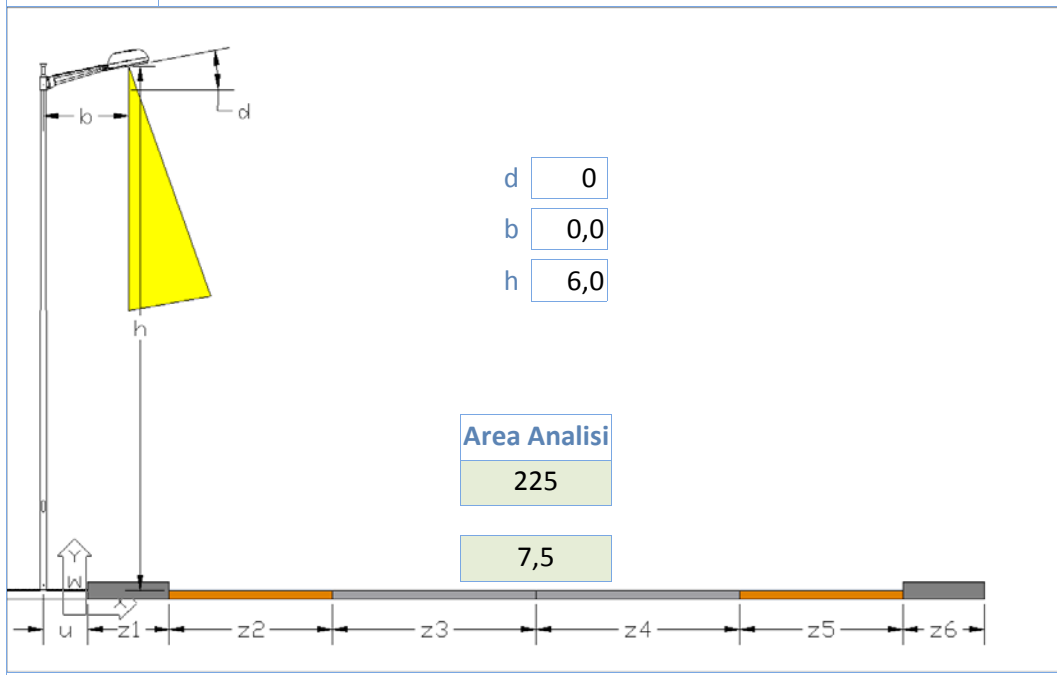 b
d
d 0
b 0,0
h 6,0
h
Area Analisi
225
7,5
Y
W
X
u z1 z2 z3 z4 z5 z6